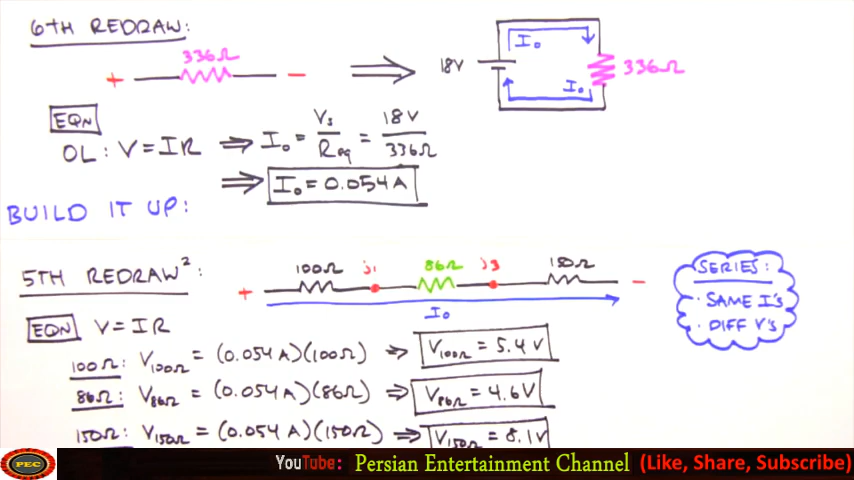 6TH REDRAW:
336Ω
+ −
18V
I₀
I₀
336Ω
EQN
OL: V = IR ⇒ I₀ = Vs/Req = 18V/336Ω
⇒ I₀ = 0.054A
BUILD IT UP:
5TH REDRAW²:
+ 100Ω j1 86Ω j3 150Ω −
I₀
SERIES:
· SAME I's
· DIFF V's
EQN V = IR
100Ω: V100Ω = (0.054A)(100Ω) ⇒ V100Ω = 5.4V
86Ω: V86Ω = (0.054A)(86Ω) ⇒ V86Ω = 4.6V
150Ω: V150Ω = (0.054A)(150Ω) ⇒ V150Ω = 8.1V
PEC
YouTube: Persian Entertainment Channel (Like, Share, Subscribe)